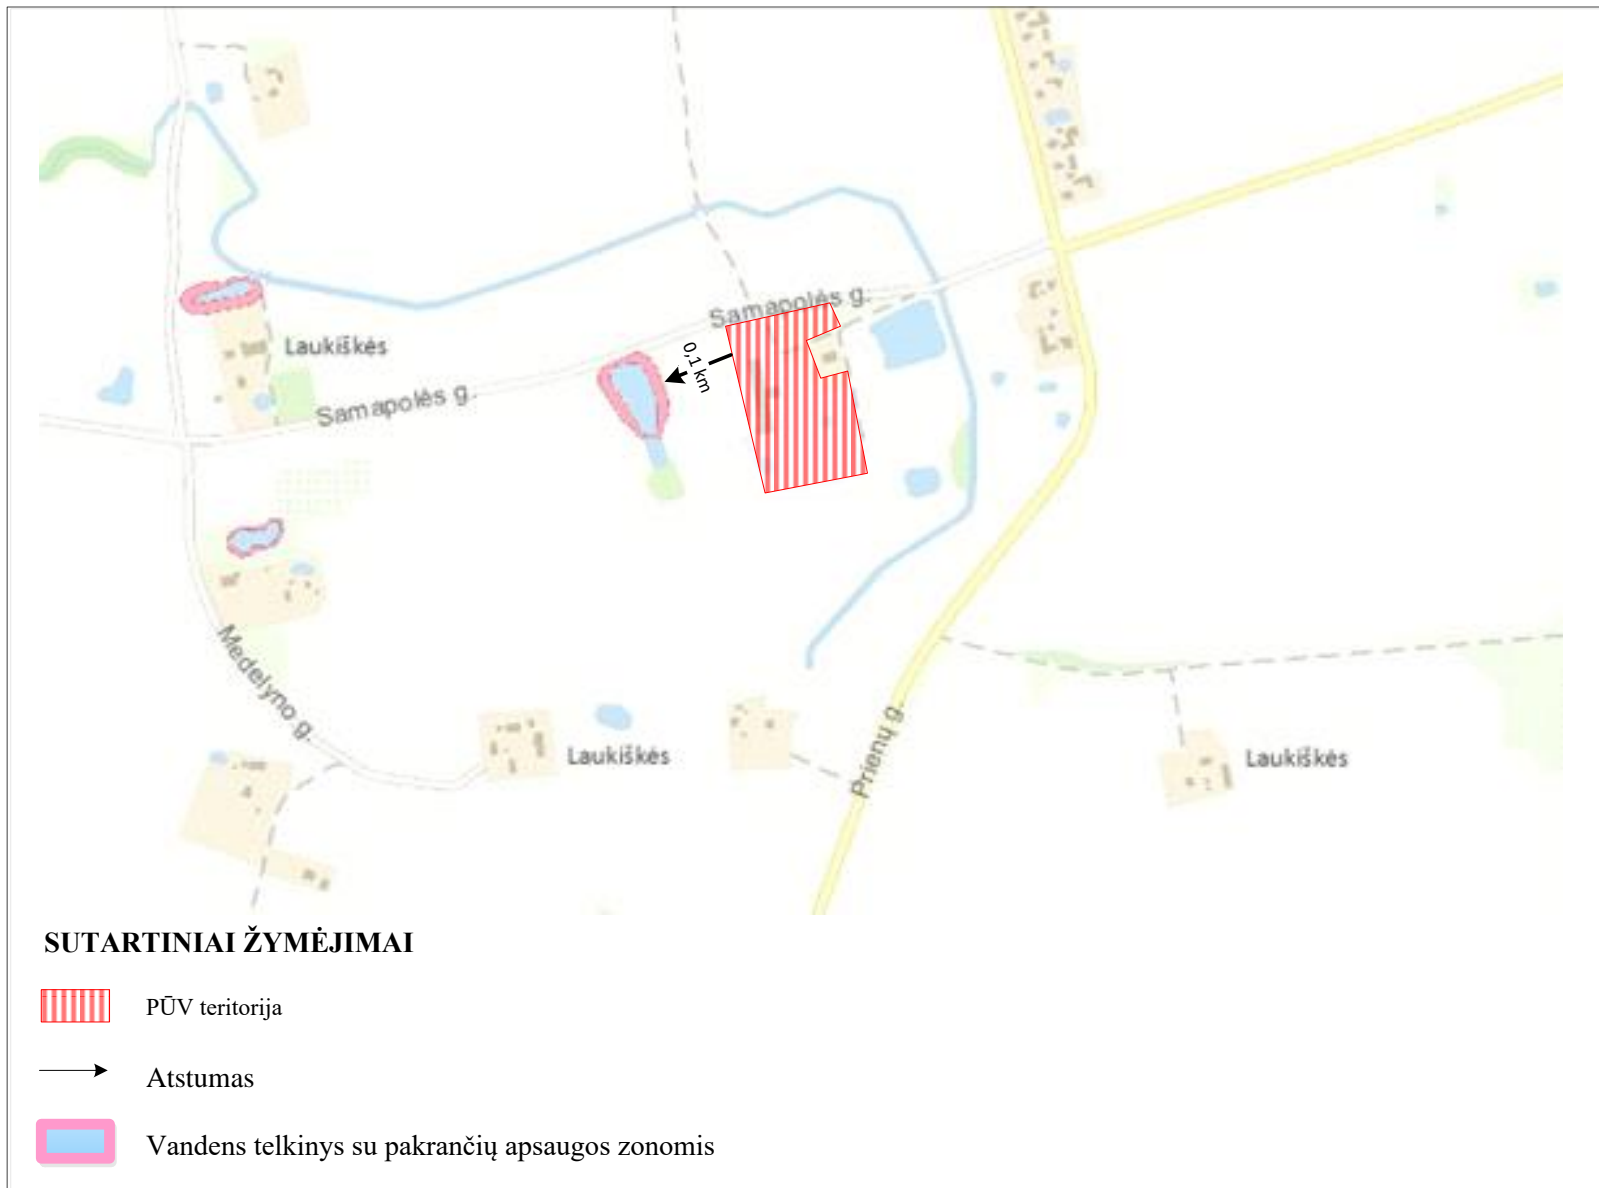 Samapolės g.
0,1 km
Laukiškės
Samapolės g.
Medelyno g.
Laukiškės
Prienų g.
Laukiškės
SUTARTINIAI ŽYMĖJIMAI
PŪV teritorija
Atstumas
Vandens telkinys su pakrančių apsaugos zonomis